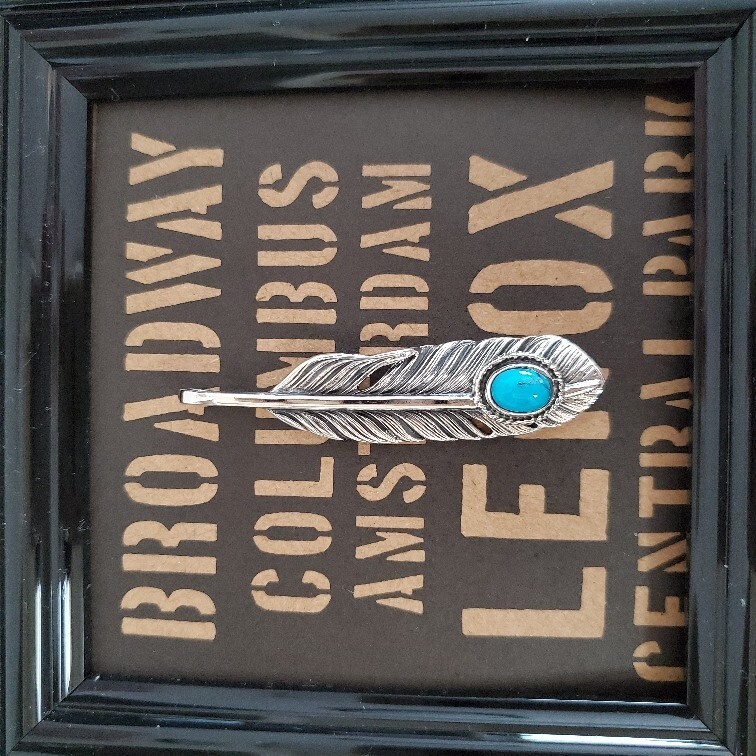 BROADWAY
COLUMBUS
AMSTERDAM
LENOX
CENTRAL PARK